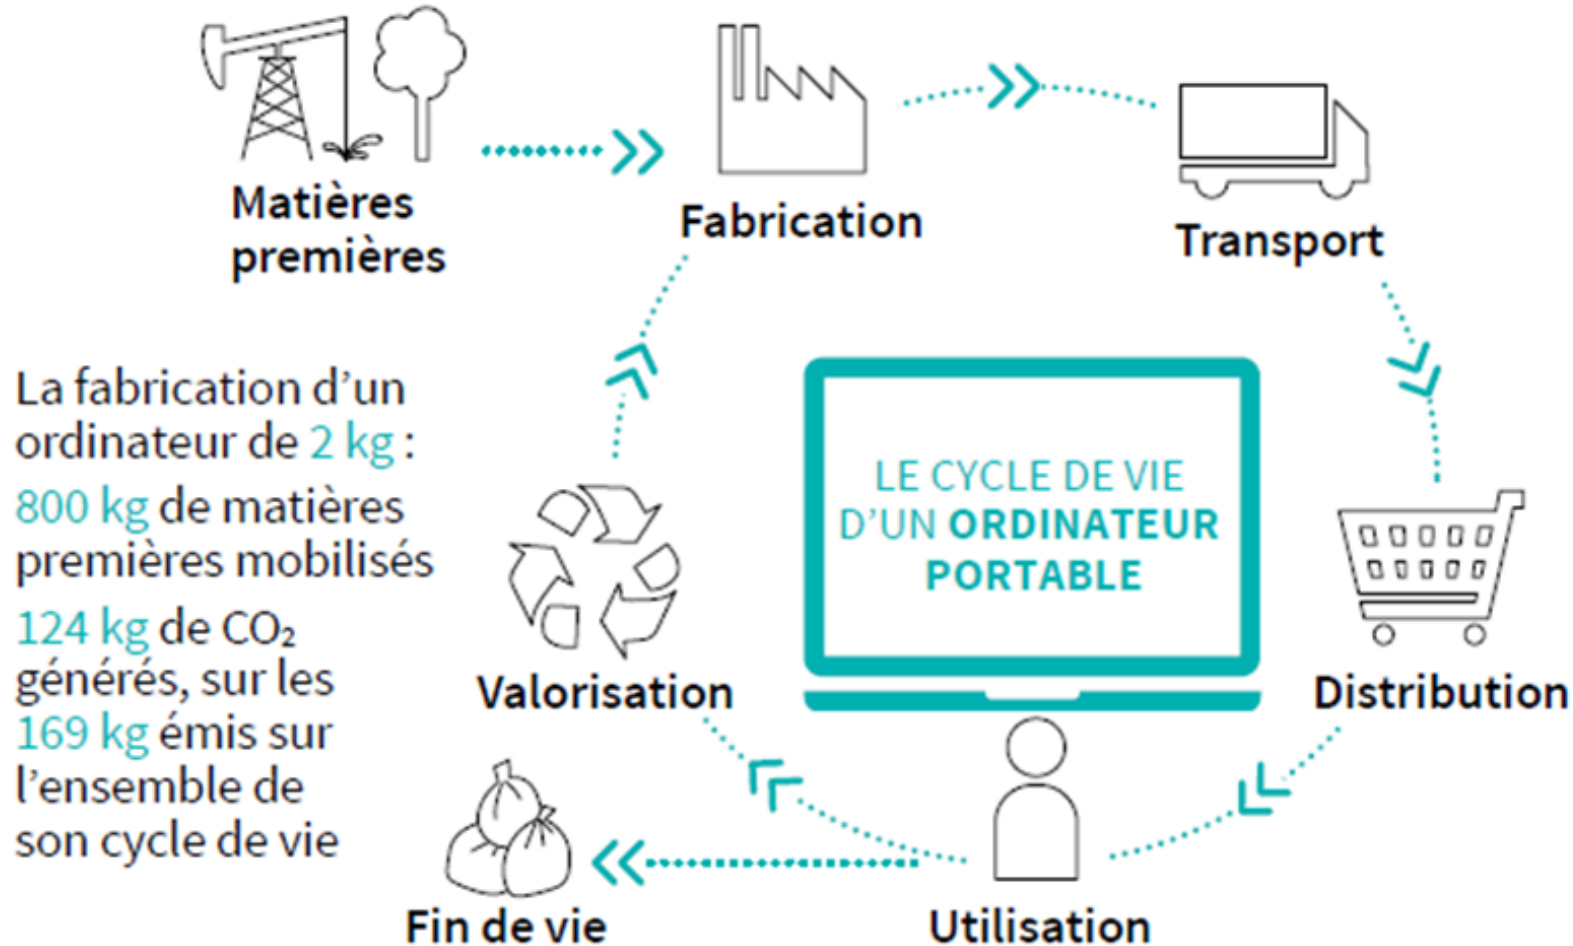 Matières
premières
Fabrication
Transport
La fabrication d’un
ordinateur de 2 kg :
800 kg de matières
premières mobilisés
124 kg de CO₂
générés, sur les
169 kg émis sur
l’ensemble de
son cycle de vie
LE CYCLE DE VIE
D’UN ORDINATEUR
PORTABLE
Valorisation
Distribution
Fin de vie
Utilisation